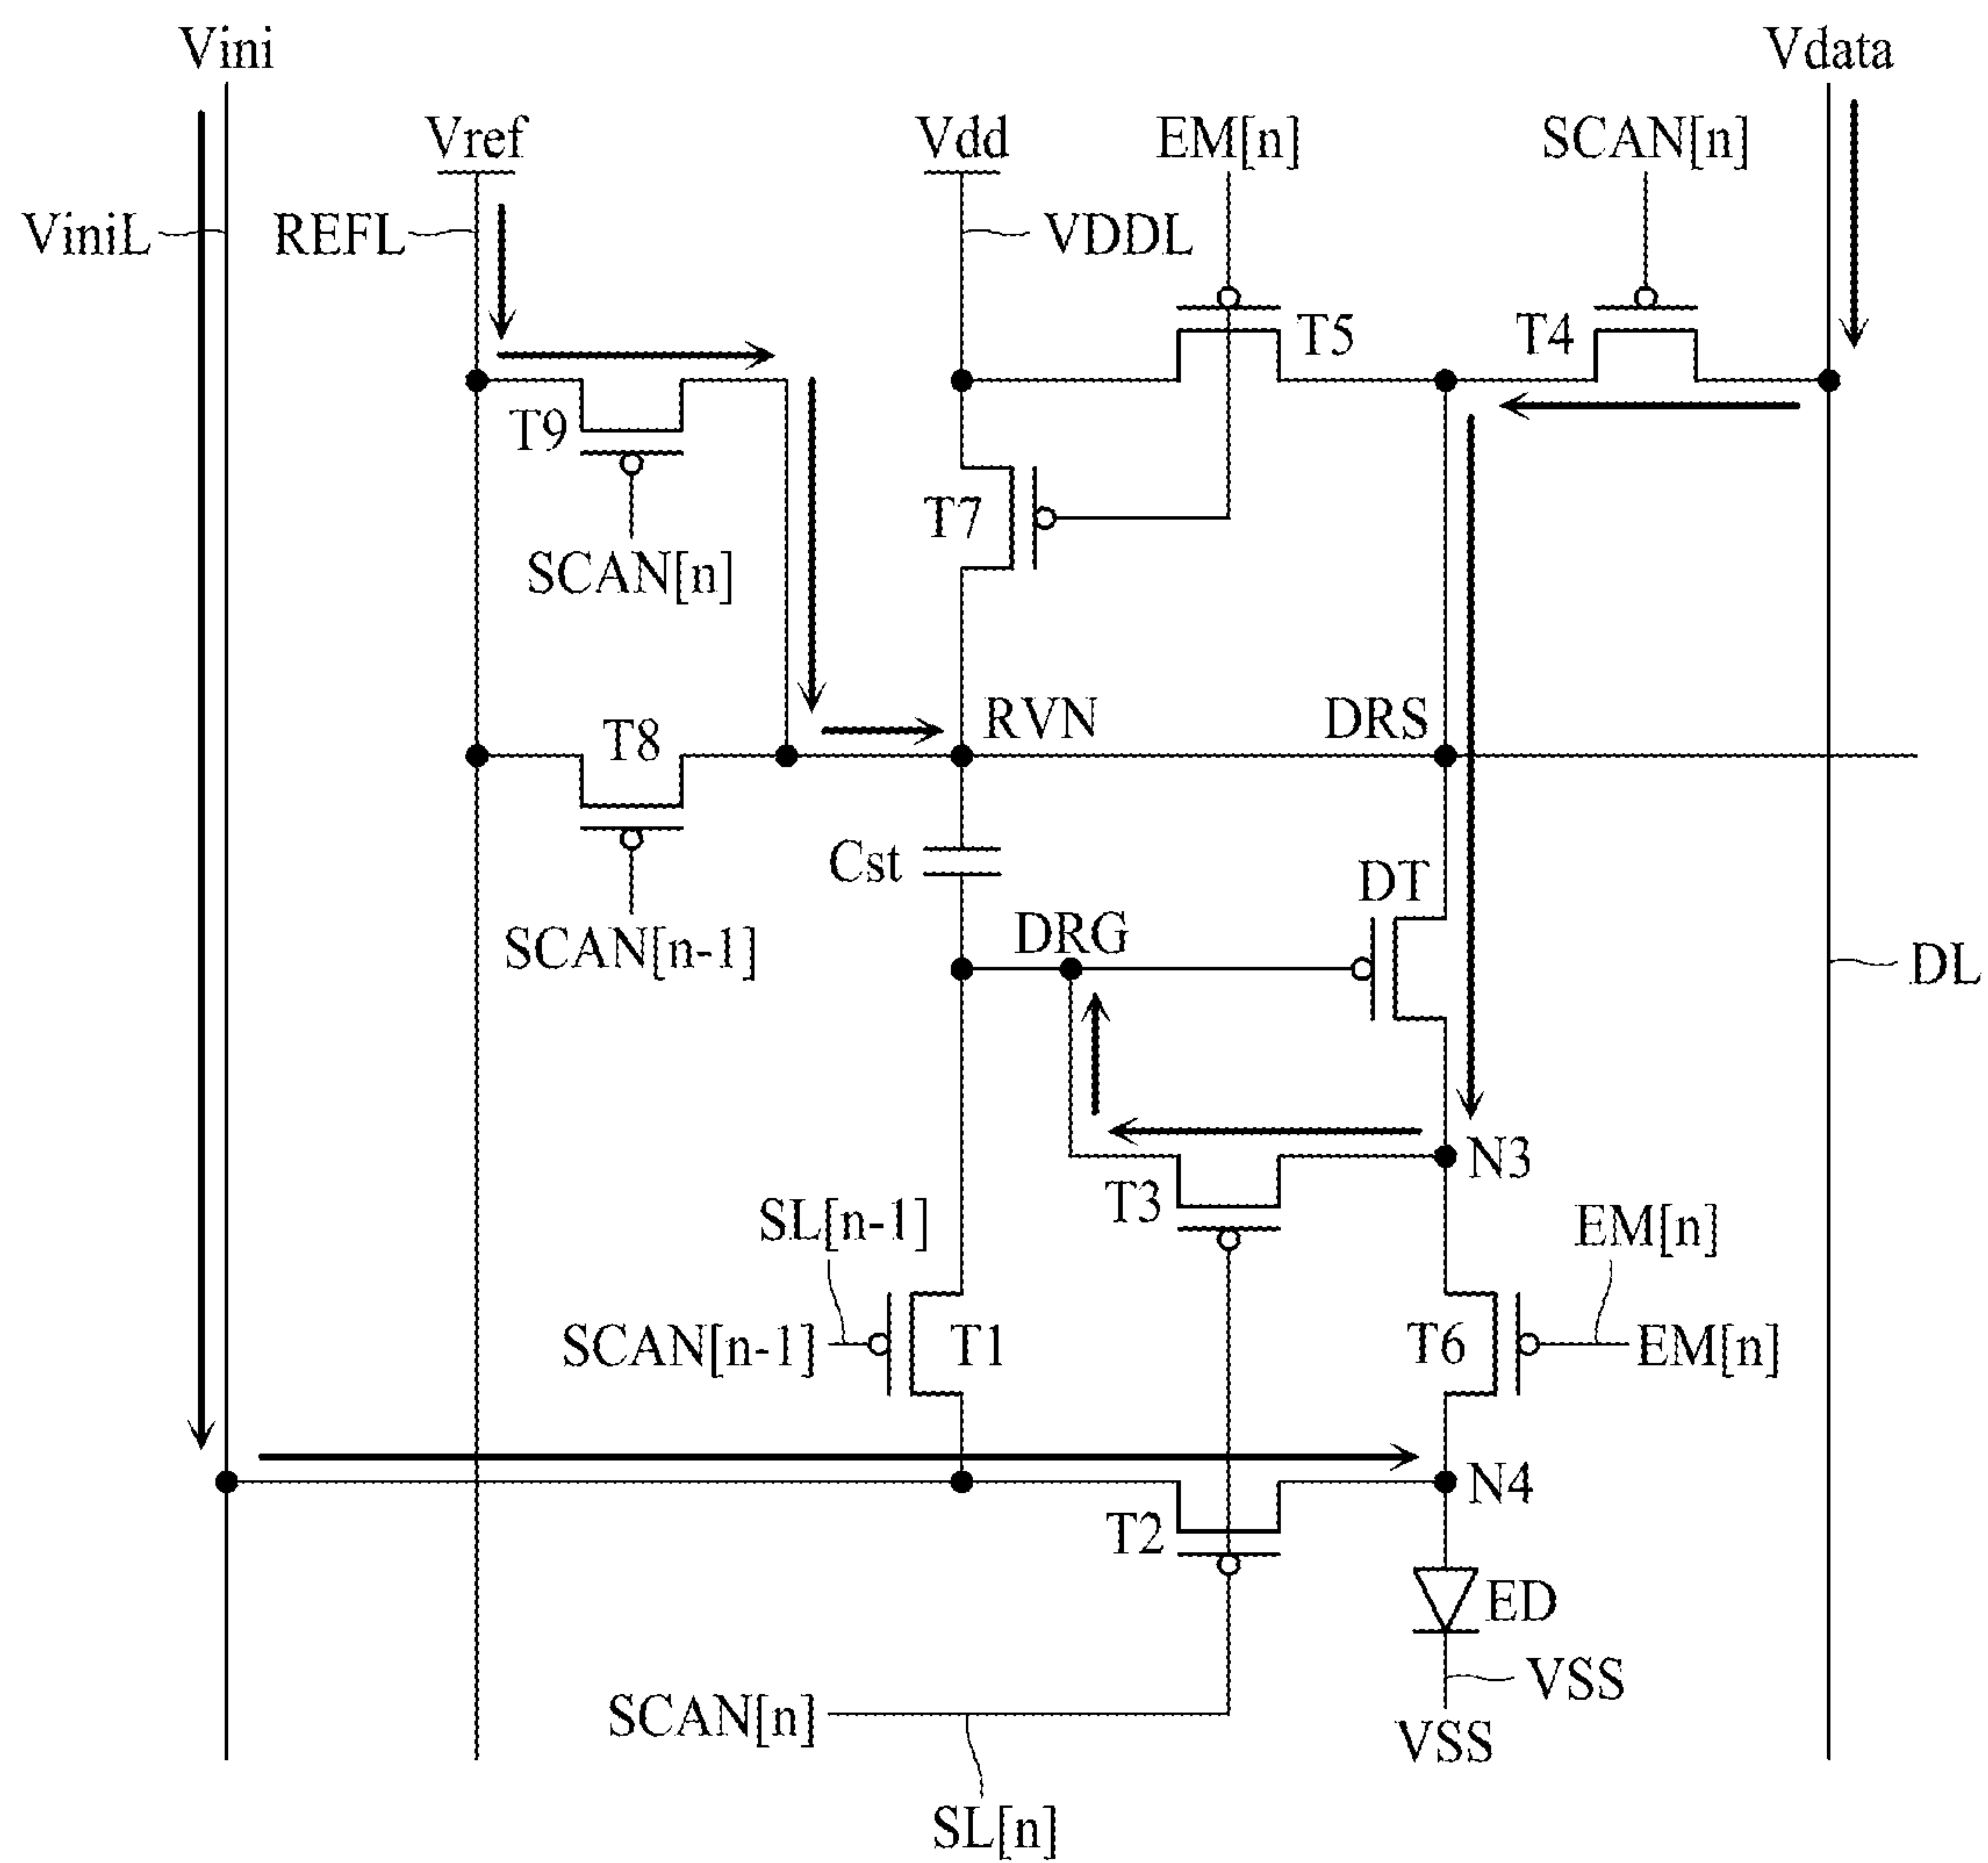 Vini
Vdata
Vref
Vdd
EM[n]
SCAN[n]
ViniL
REFL
VDDL
T5
T4
T9
T7
SCAN[n]
RVN
DRS
T8
Cst
DT
DRG
SCAN[n-1]
DL
N3
T3
SL[n-1]
EM[n]
SCAN[n-1]
T1
T6
EM[n]
N4
T2
ED
VSS
SCAN[n]
VSS
SL[n]